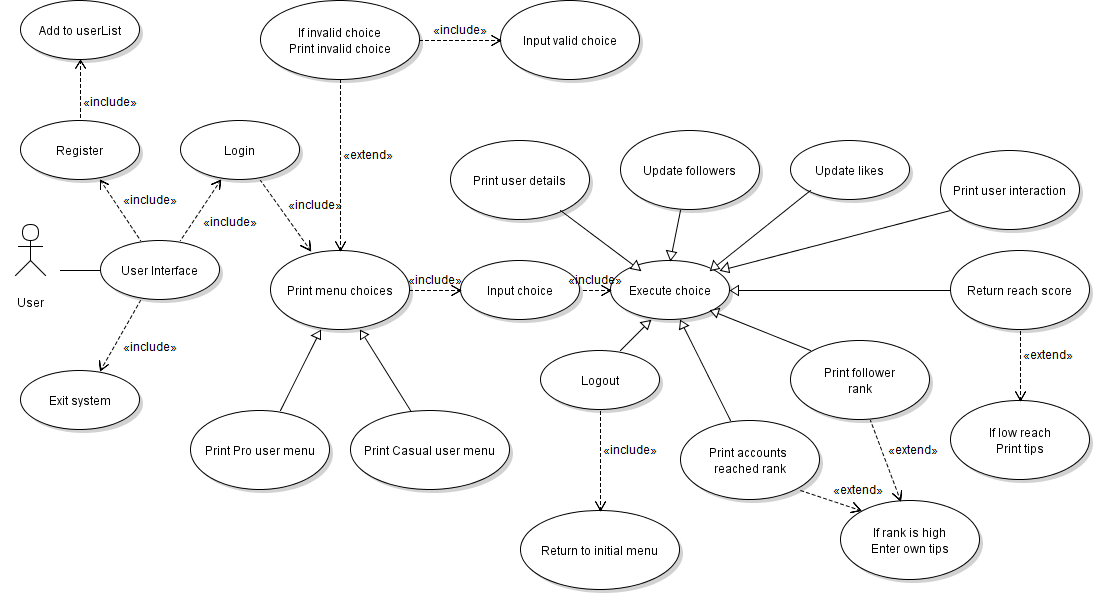 Add to userList
If invalid choice
Print invalid choice
«include»
Input valid choice
«include»
Register
Login
«extend»
Print user details
Update followers
Update likes
Print user interaction
«include»
«include»
«include»
User
User Interface
Print menu choices
«include»
Input choice
«include»
Execute choice
Return reach score
«include»
«extend»
Exit system
Logout
Print follower
rank
Print Pro user menu
Print Casual user menu
«include»
Print accounts
reached rank
«extend»
If low reach
Print tips
«extend»
Return to initial menu
If rank is high
Enter own tips